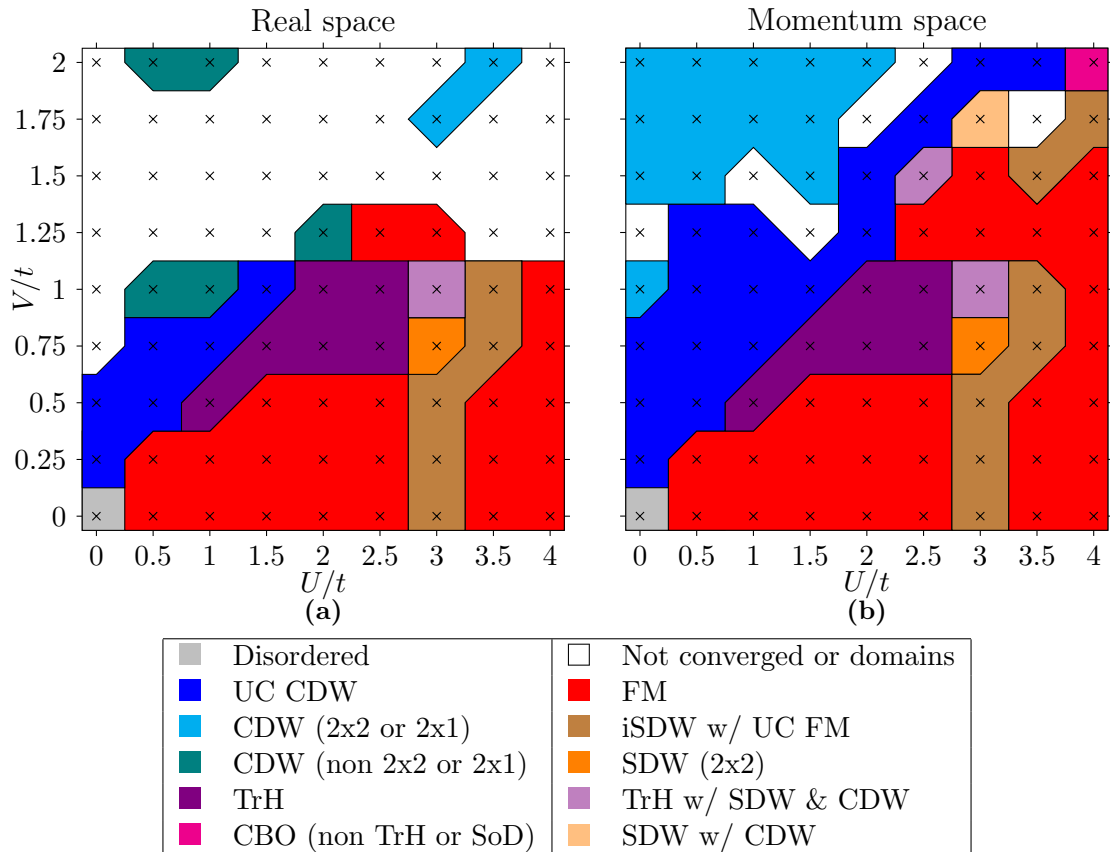 Real space
Momentum space
2
1.75
1.5
1.25
1
0.75
0.5
0.25
0
V/t
0 0.5 1 1.5 2 2.5 3 3.5 4
0 0.5 1 1.5 2 2.5 3 3.5 4
U/t
U/t
(a)
(b)
Disordered
UC CDW
CDW (2x2 or 2x1)
CDW (non 2x2 or 2x1)
TrH
CBO (non TrH or SoD)
Not converged or domains
FM
iSDW w/ UC FM
SDW (2x2)
TrH w/ SDW & CDW
SDW w/ CDW